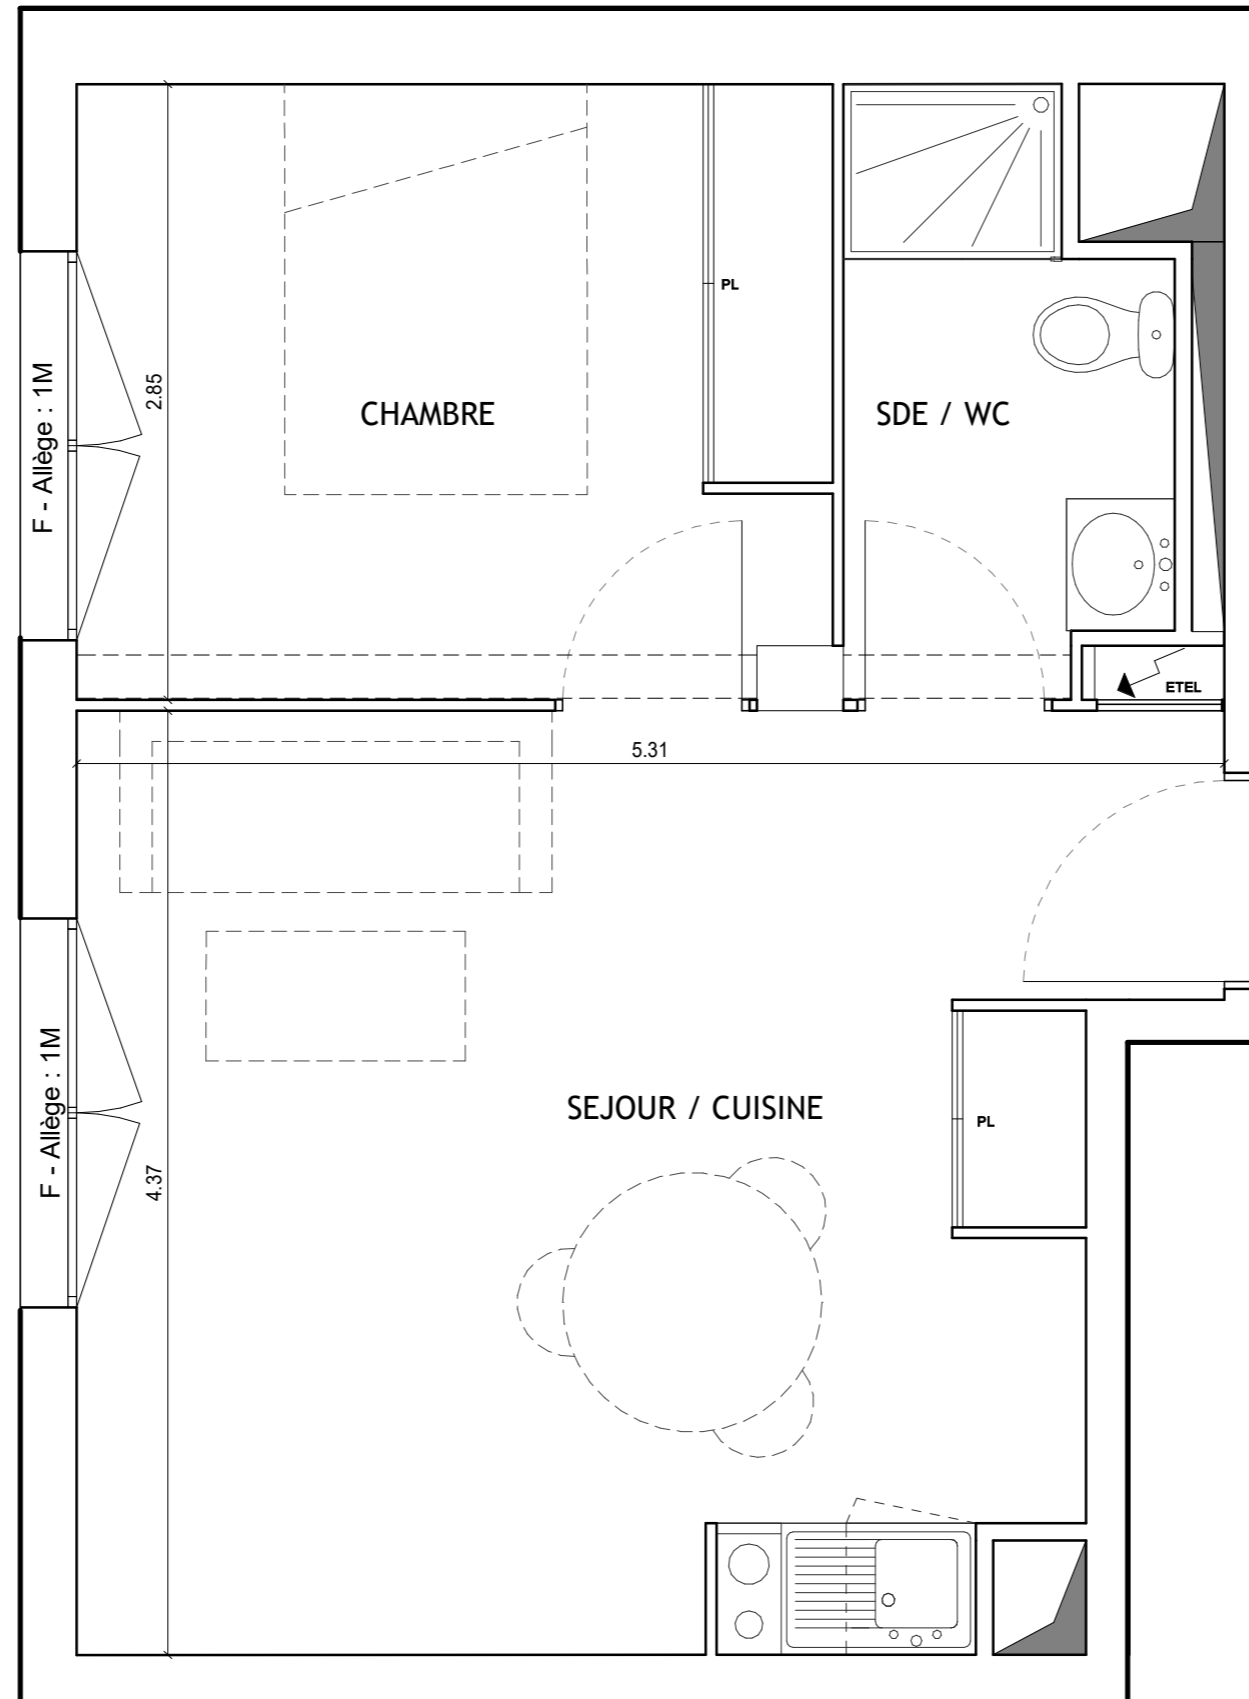 PL
F - Allège : 1M
2.85
CHAMBRE
SDE / WC
ETEL
5.31
F - Allège : 1M
SEJOUR / CUISINE
PL
4.37